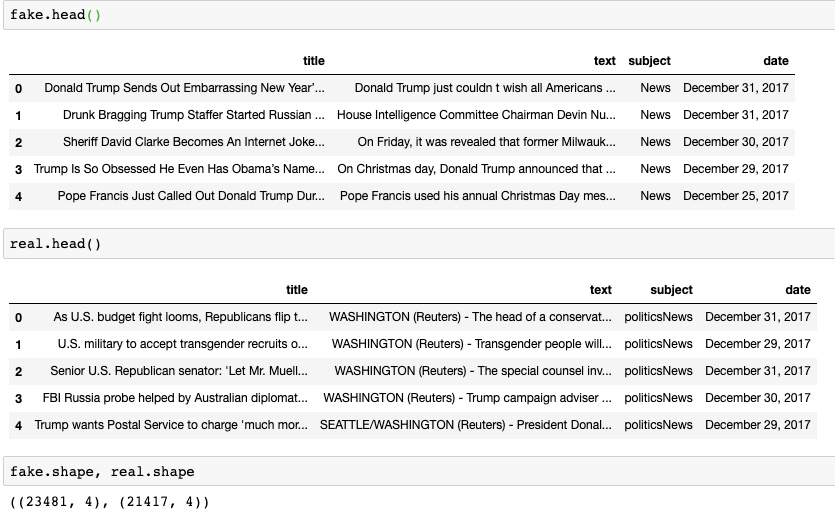 fake.head()
title text subject date
0 Donald Trump Sends Out Embarrassing New Year'... Donald Trump just couldn t wish all Americans ... News December 31, 2017
1 Drunk Bragging Trump Staffer Started Russian ... House Intelligence Committee Chairman Devin Nu... News December 31, 2017
2 Sheriff David Clarke Becomes An Internet Joke... On Friday, it was revealed that former Milwauk... News December 30, 2017
3 Trump Is So Obsessed He Even Has Obama’s Name... On Christmas day, Donald Trump announced that ... News December 29, 2017
4 Pope Francis Just Called Out Donald Trump Dur... Pope Francis used his annual Christmas Day mes... News December 25, 2017
real.head()
title text subject date
0 As U.S. budget fight looms, Republicans flip t... WASHINGTON (Reuters) - The head of a conservat... politicsNews December 31, 2017
1 U.S. military to accept transgender recruits o... WASHINGTON (Reuters) - Transgender people will... politicsNews December 29, 2017
2 Senior U.S. Republican senator: 'Let Mr. Muell... WASHINGTON (Reuters) - The special counsel inv... politicsNews December 31, 2017
3 FBI Russia probe helped by Australian diplomat... WASHINGTON (Reuters) - Trump campaign adviser ... politicsNews December 30, 2017
4 Trump wants Postal Service to charge 'much mor... SEATTLE/WASHINGTON (Reuters) - President Donal... politicsNews December 29, 2017
fake.shape, real.shape
((23481, 4), (21417, 4))